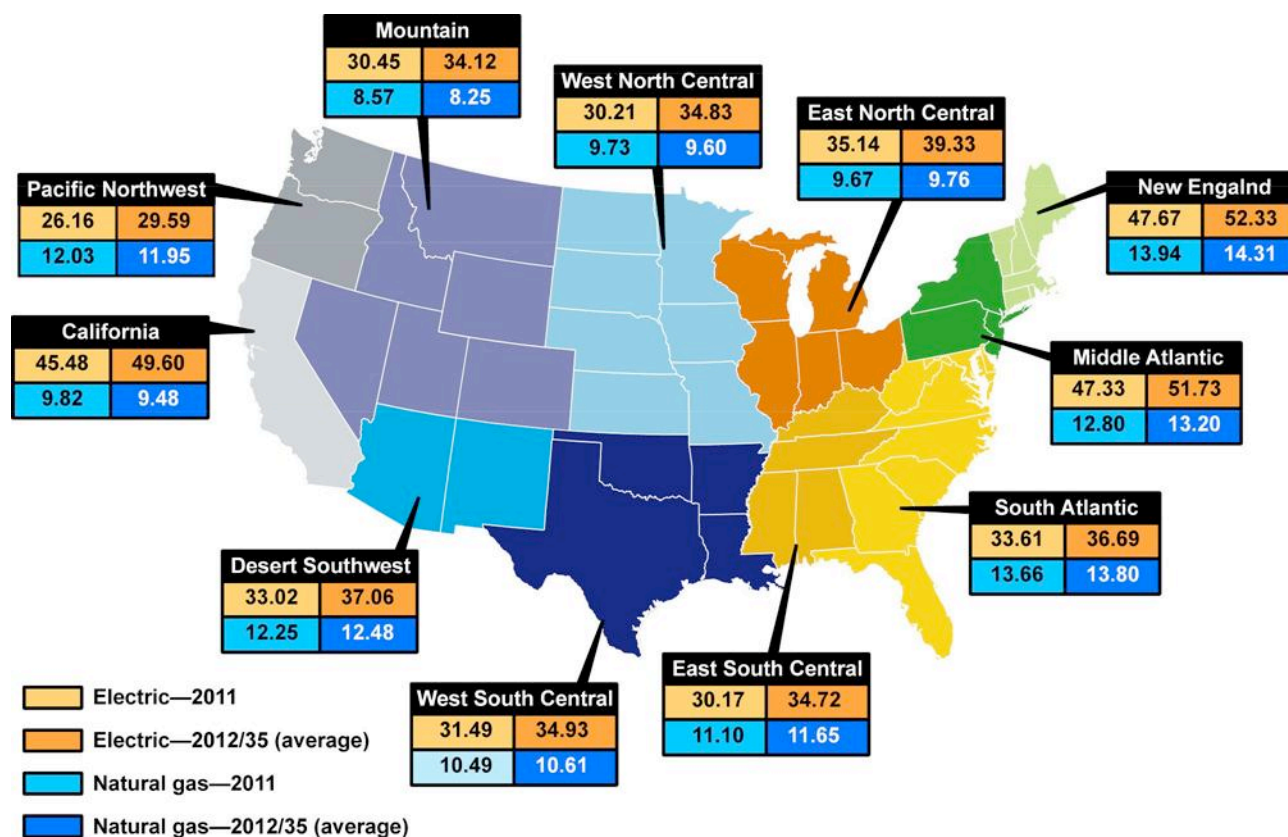 Mountain
30.45 34.12
8.57 8.25
West North Central
30.21 34.83
9.73 9.60
East North Central
35.14 39.33
9.67 9.76
Pacific Northwest
26.16 29.59
12.03 11.95
New Engalnd
47.67 52.33
13.94 14.31
California
45.48 49.60
9.82 9.48
Middle Atlantic
47.33 51.73
12.80 13.20
South Atlantic
33.61 36.69
13.66 13.80
Desert Southwest
33.02 37.06
12.25 12.48
East South Central
30.17 34.72
11.10 11.65
West South Central
31.49 34.93
10.49 10.61
Electric—2011
Electric—2012/35 (average)
Natural gas—2011
Natural gas—2012/35 (average)